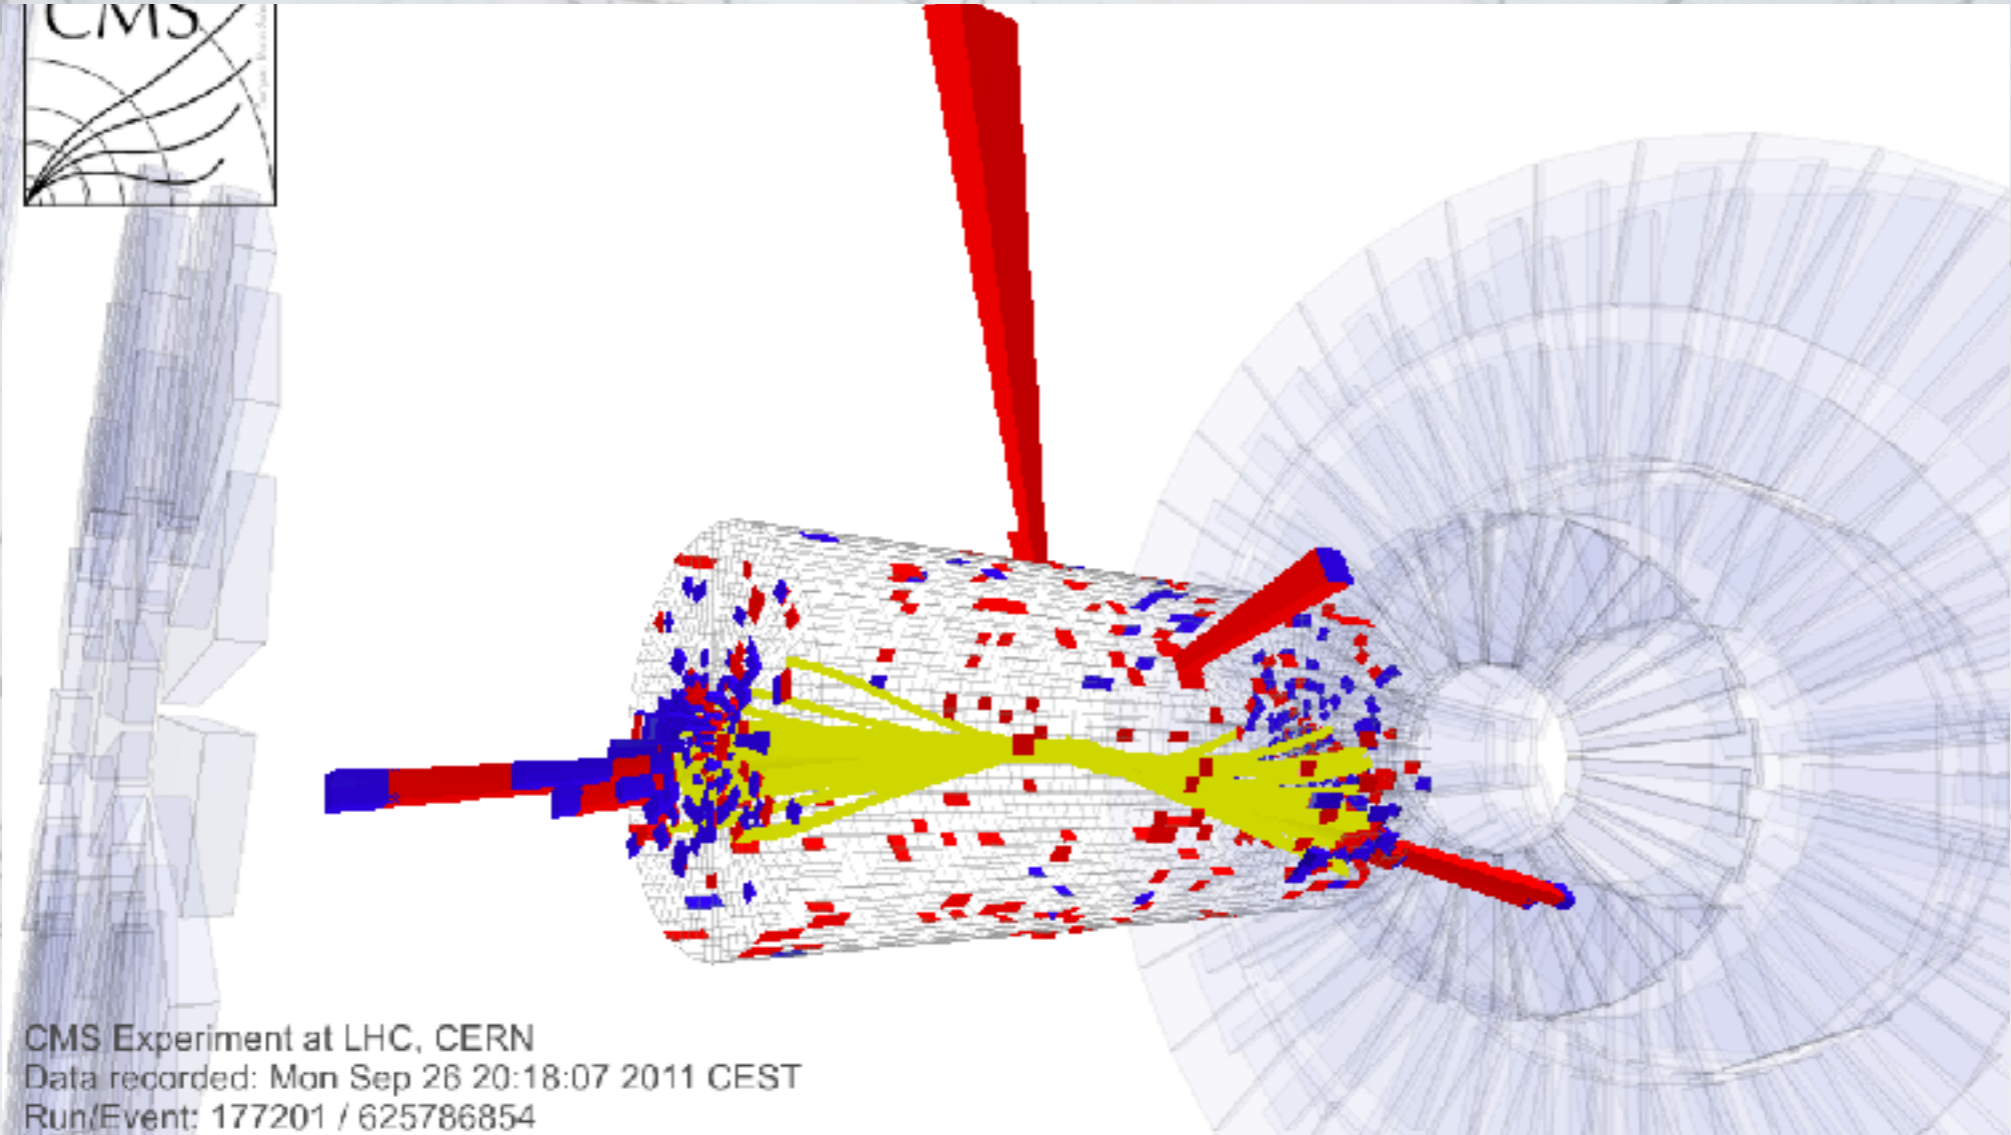 CMS
CMS Experiment at LHC, CERN
Data recorded: Mon Sep 26 20:18:07 2011 CEST
Run/Event: 177201 / 625786854